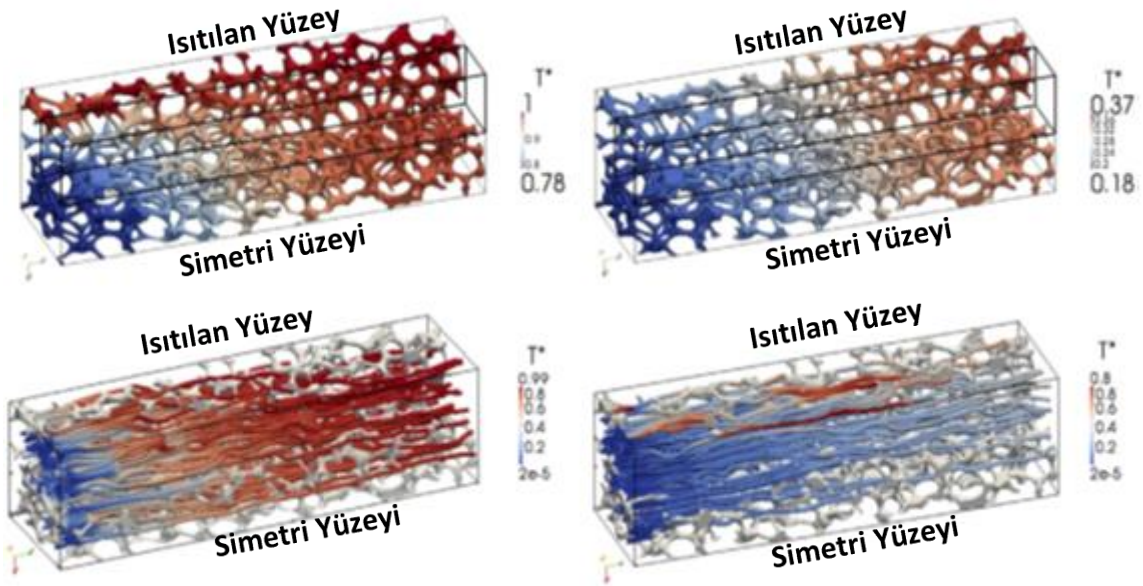 Isıtılan Yüzey
T*
1
0.9
0.78
Simetri Yüzeyi
Isıtılan Yüzey
T*
0.37
0.18
Simetri Yüzeyi
Isıtılan Yüzey
T*
0.99
0.8
0.6
0.4
0.2
2e-5
Simetri Yüzeyi
Isıtılan Yüzey
T*
0.8
0.6
0.4
0.2
2e-5
Simetri Yüzeyi